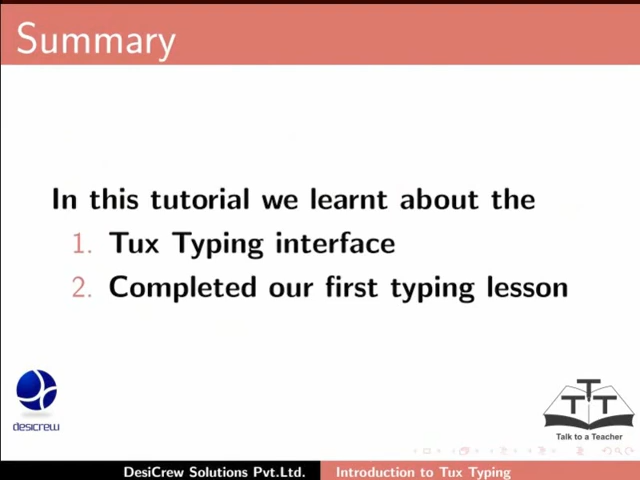 Summary
In this tutorial we learnt about the
1. Tux Typing interface
2. Completed our first typing lesson
desicrew
T T T
Talk to a Teacher
DesiCrew Solutions Pvt.Ltd. Introduction to Tux Typing